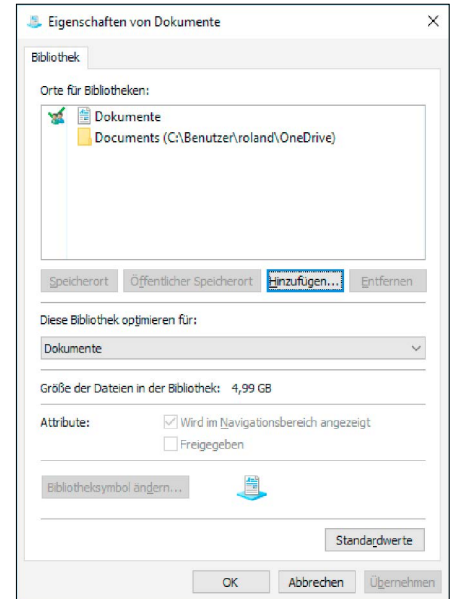 Eigenschaften von Dokumente
Bibliothek
Orte für Bibliotheken:
Dokumente
Documents (C:\Benutzer\roland\OneDrive)
Speicherort Öffentlicher Speicherort Hinzufügen... Entfernen
Diese Bibliothek optimieren für:
Dokumente
Größe der Dateien in der Bibliothek: 4,99 GB
Attribute: Wird im Navigationsbereich angezeigt
Freigegeben
Bibliotheksymbol ändern...
Standardwerte
OK Abbrechen Übernehmen